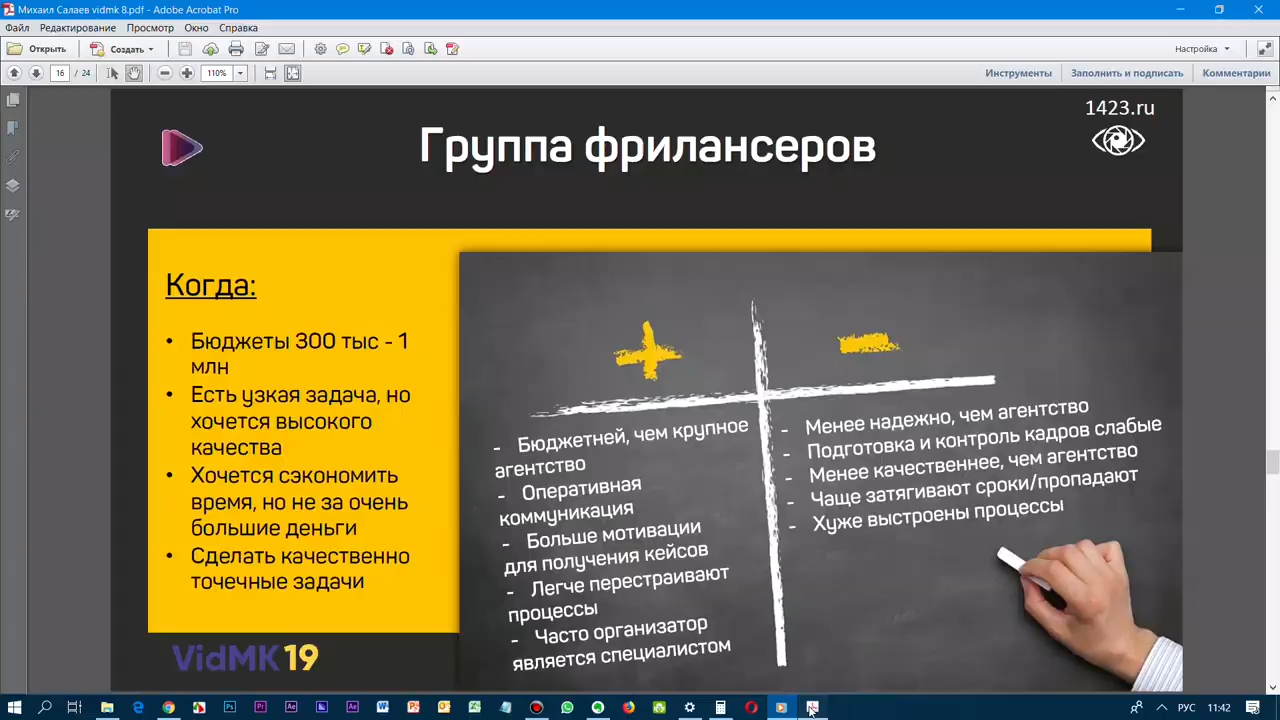 Михаил Салаев vidmk 8.pdf - Adobe Acrobat Pro
Файл Редактирование Просмотр Окно Справка
Открыть Создать Настройка
16 / 24 110% Инструменты Заполнить и подписать Комментарии
1423.ru
Группа фрилансеров
Когда:
• Бюджеты 300 тыс - 1
млн
• Есть узкая задача, но
хочется высокого
качества
• Хочется сэкономить
время, но не за очень
большие деньги
• Сделать качественно
точечные задачи
- Бюджетней, чем крупное
агентство
- Оперативная
коммуникация
- Больше мотивации
для получения кейсов
- Легче перестраивают
процессы
- Часто организатор
является специалистом
- Менее надежно, чем агентство
- Подготовка и контроль кадров слабые
- Менее качественнее, чем агентство
- Чаще затягивают сроки/пропадают
- Хуже выстроены процессы
VidMK 19
РУС 11:42